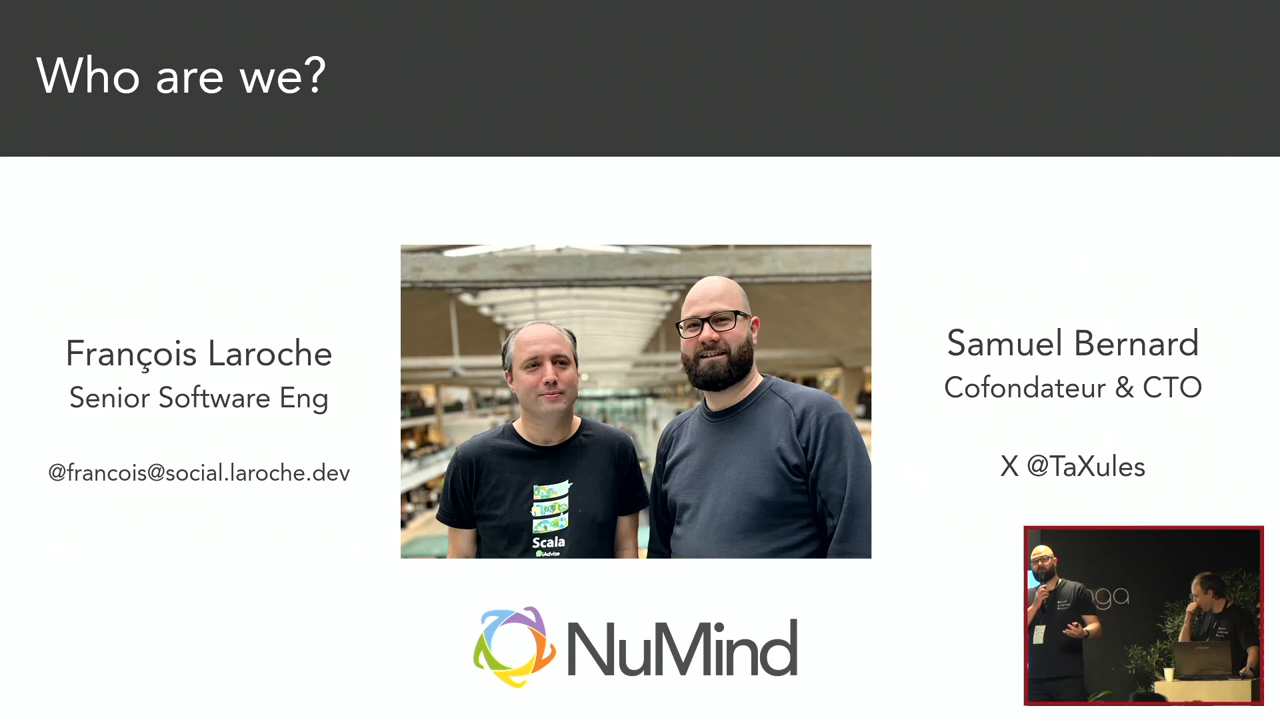 Who are we?
François Laroche
Senior Software Eng
@francois@social.laroche.dev
Samuel Bernard
Cofondateur & CTO
X @TaXules
Scala
NuMind